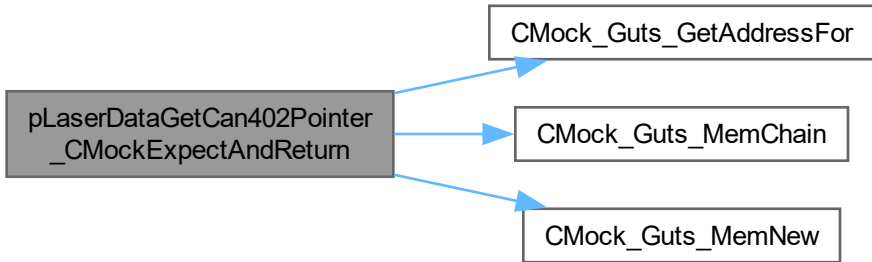 pLaserDataGetCan402Pointer
_CMockExpectAndReturn
CMock_Guts_GetAddressFor
CMock_Guts_MemChain
CMock_Guts_MemNew